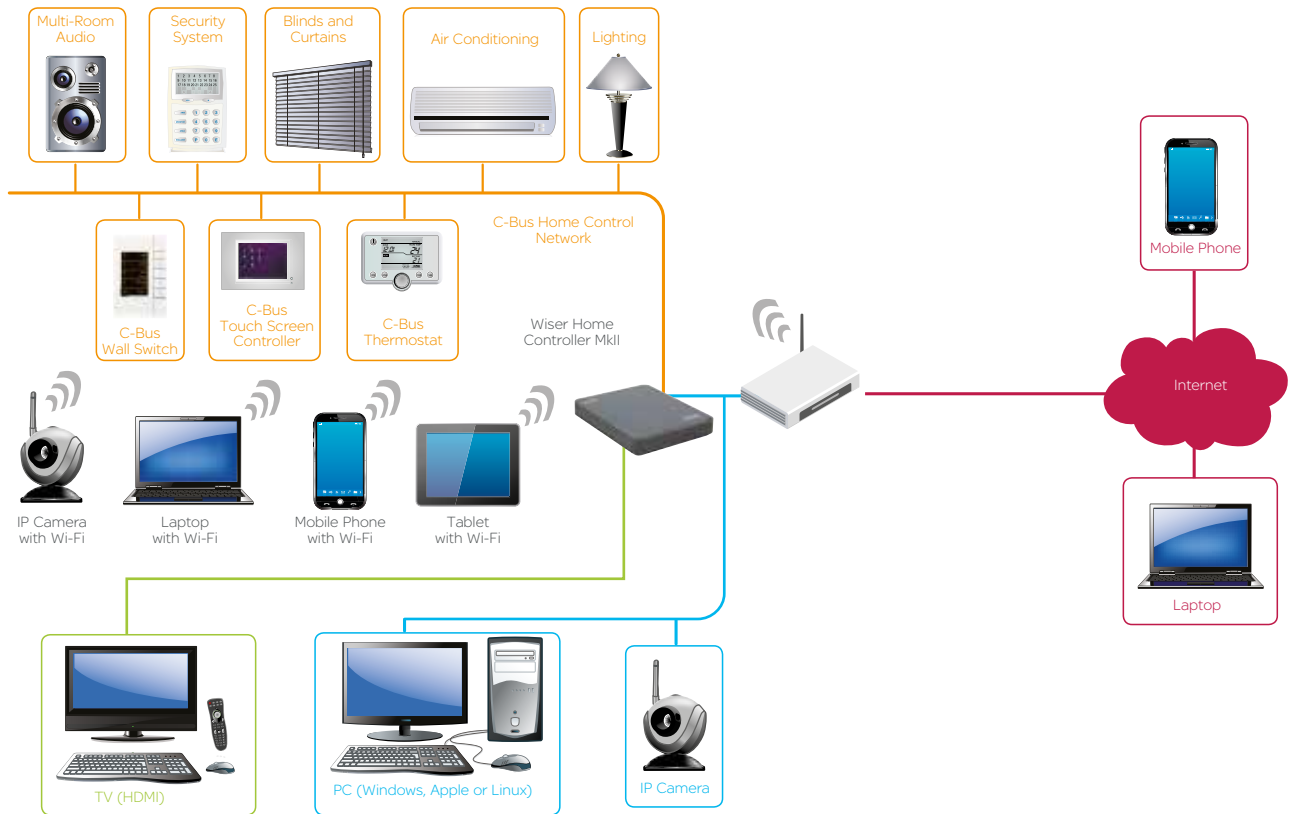 Multi-Room
Audio
Security
System
Blinds and
Curtains
Air Conditioning
Lighting
C-Bus
Wall Switch
C-Bus
Touch Screen
Controller
C-Bus
Thermostat
C-Bus Home Control
Network
Wiser Home
Controller MkII
Mobile Phone
Internet
Laptop
IP Camera
with Wi-Fi
Laptop
with Wi-Fi
Mobile Phone
with Wi-Fi
Tablet
with Wi-Fi
TV (HDMI)
PC (Windows, Apple or Linux)
IP Camera